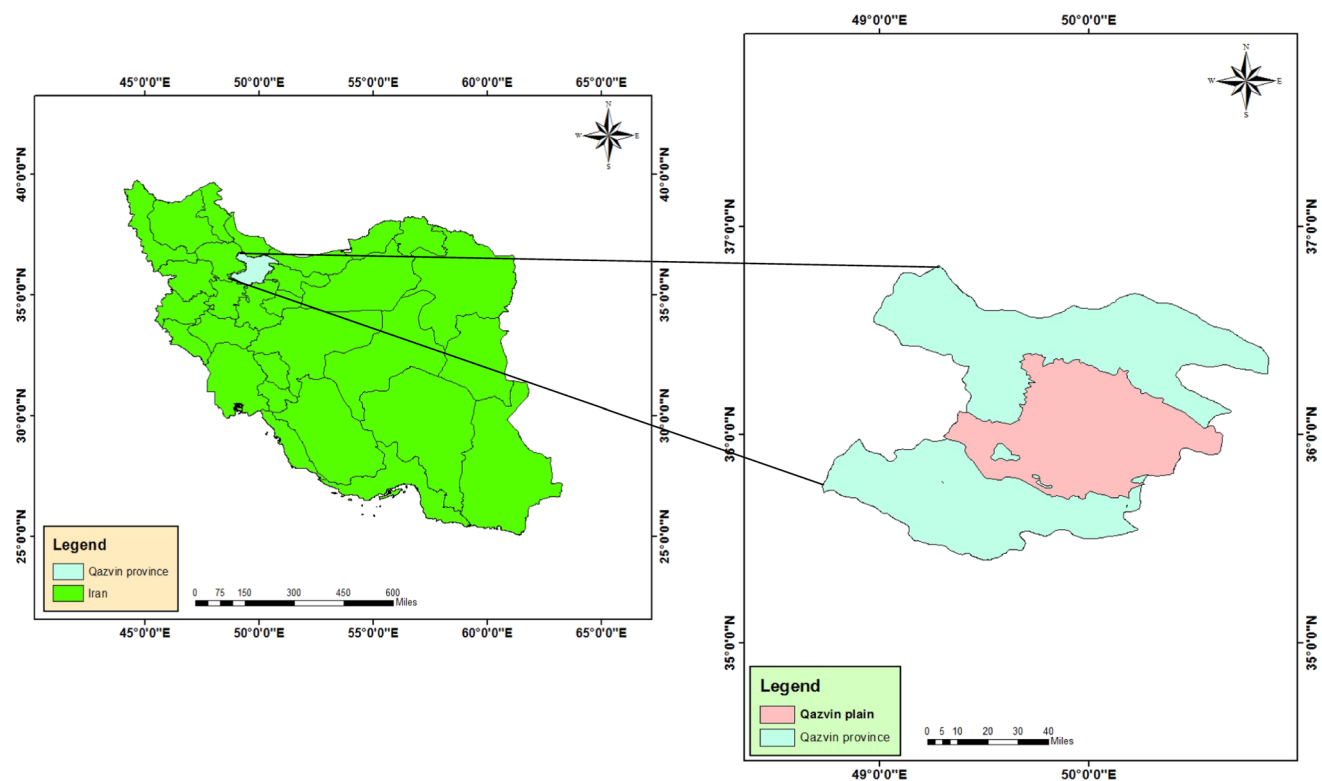 45°0'0"E 50°0'0"E 55°0'0"E 60°0'0"E 65°0'0"E
40°0'0"N
35°0'0"N
30°0'0"N
25°0'0"N
N
W E
S
40°0'0"N
35°0'0"N
30°0'0"N
25°0'0"N
Legend
Qazvin province
Iran
0 75 150 300 450 600
Miles
45°0'0"E 50°0'0"E 55°0'0"E 60°0'0"E 65°0'0"E
49°0'0"E 50°0'0"E
N
W E
S
37°0'0"N
36°0'0"N
35°0'0"N
37°0'0"N
36°0'0"N
35°0'0"N
Legend
Qazvin plain
Qazvin province
0 5 10 20 30 40
Miles
49°0'0"E 50°0'0"E